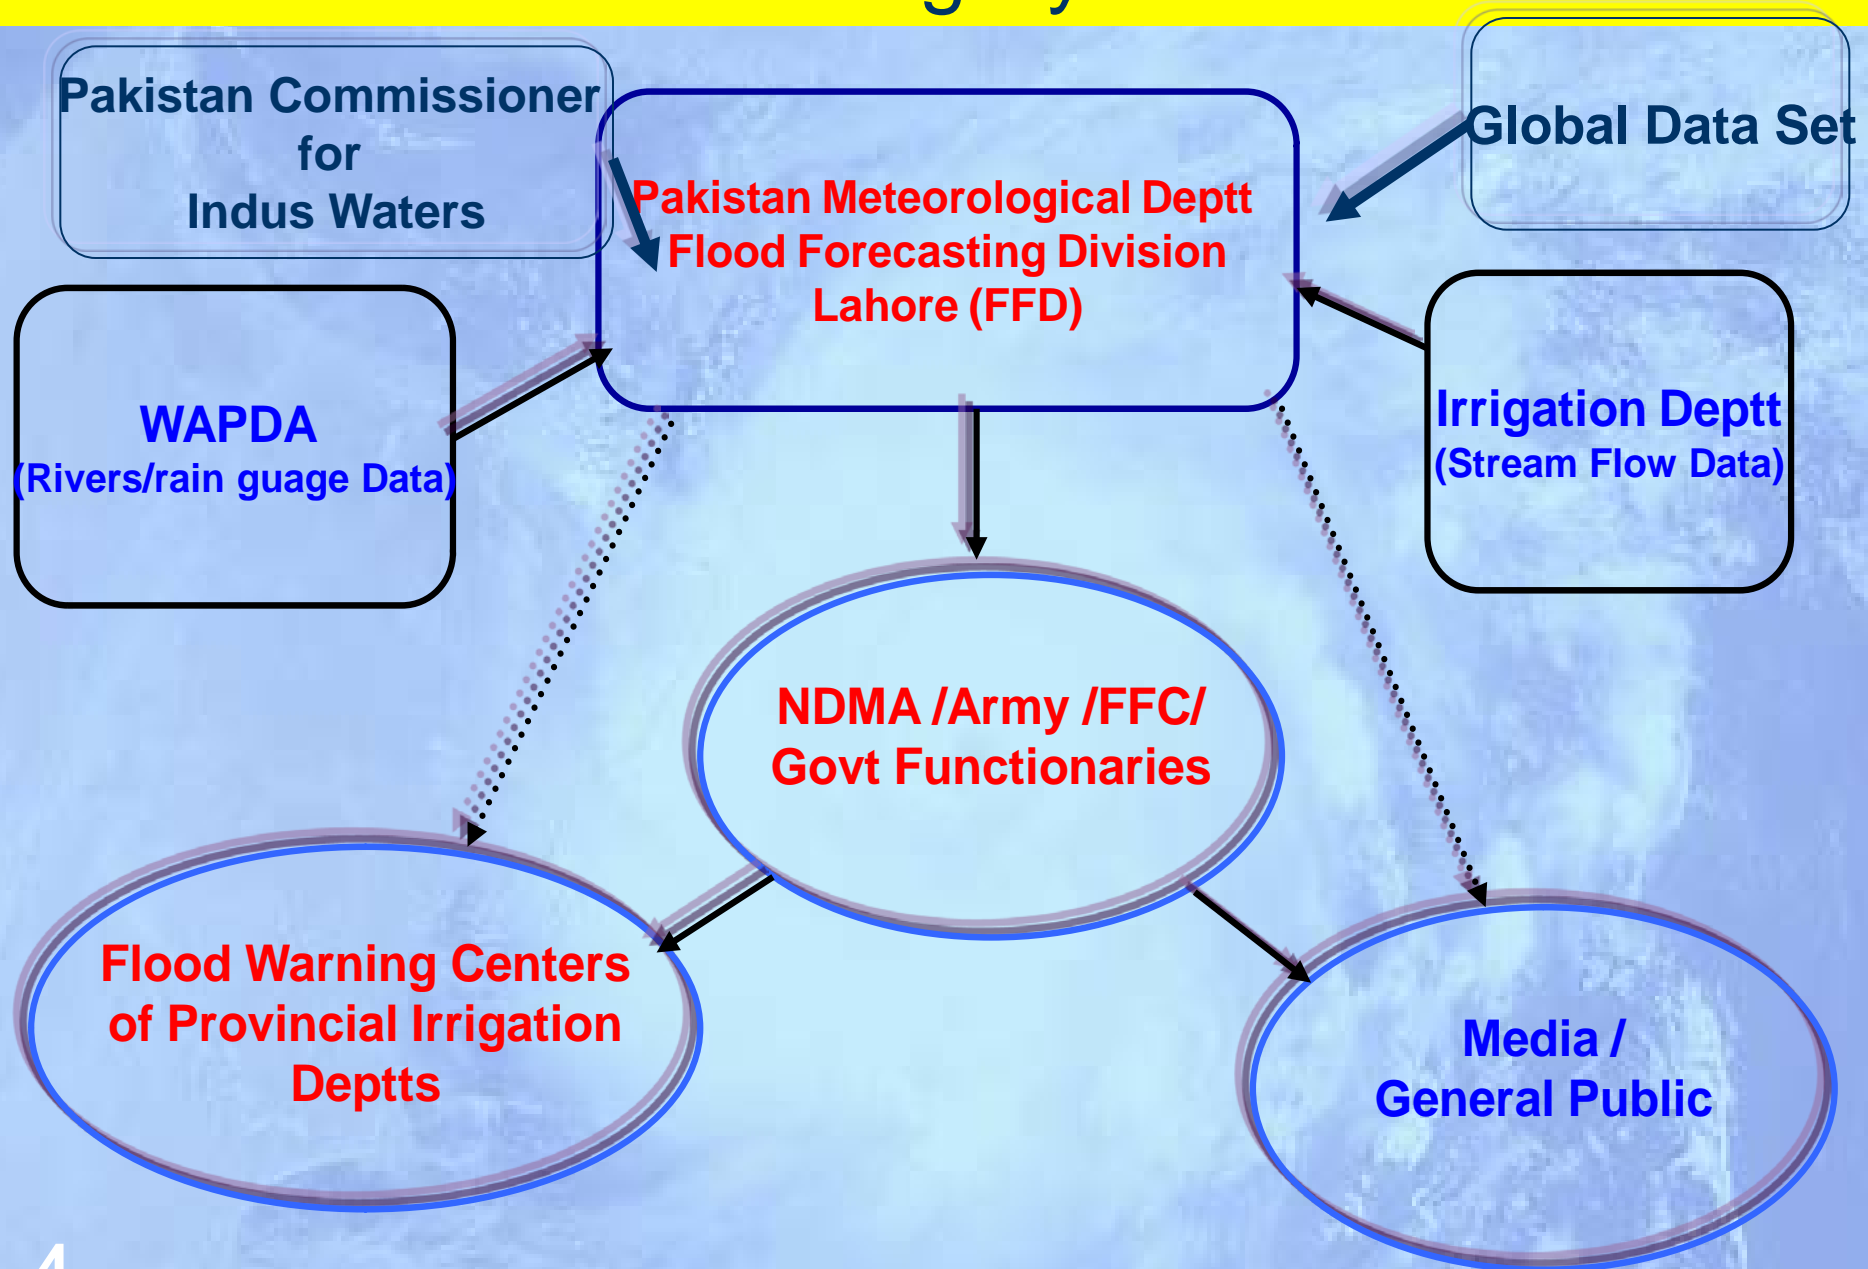 Pakistan Commissioner
for
Indus Waters
Global Data Set
Pakistan Meteorological Deptt
Flood Forecasting Division
Lahore (FFD)
WAPDA
(Rivers/rain guage Data)
Irrigation Deptt
(Stream Flow Data)
NDMA /Army /FFC/
Govt Functionaries
Flood Warning Centers
of Provincial Irrigation
Deptts
Media /
General Public
4